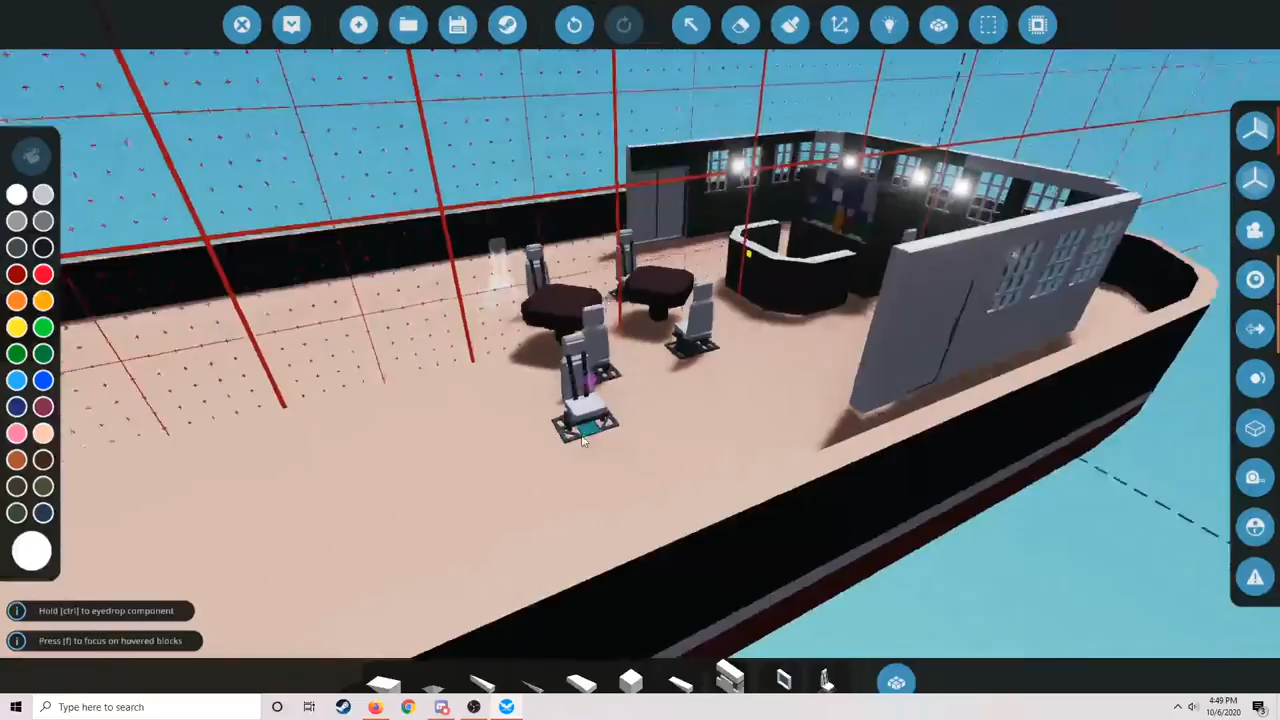 Hold [ctrl] to eyedrop component
Press [f] to focus on hovered blocks
Type here to search
4:49 PM
10/6/2020
3